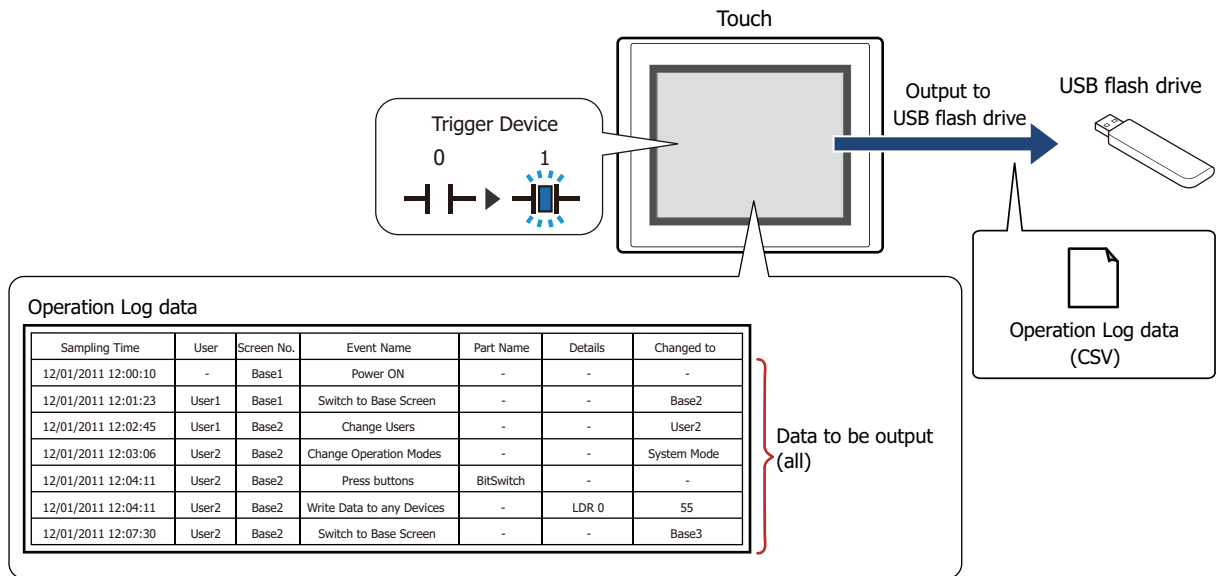 Touch
Trigger Device
0 1
Output to
USB flash drive
USB flash drive
Operation Log data
(CSV)
Operation Log data
Sampling Time User Screen No. Event Name Part Name Details Changed to
12/01/2011 12:00:10 - Base1 Power ON - - -
12/01/2011 12:01:23 User1 Base1 Switch to Base Screen - - Base2
12/01/2011 12:02:45 User1 Base2 Change Users - - User2
12/01/2011 12:03:06 User2 Base2 Change Operation Modes - - System Mode
12/01/2011 12:04:11 User2 Base2 Press buttons BitSwitch - -
12/01/2011 12:04:11 User2 Base2 Write Data to any Devices - LDR 0 55
12/01/2011 12:07:30 User2 Base2 Switch to Base Screen - - Base3
Data to be output
(all)